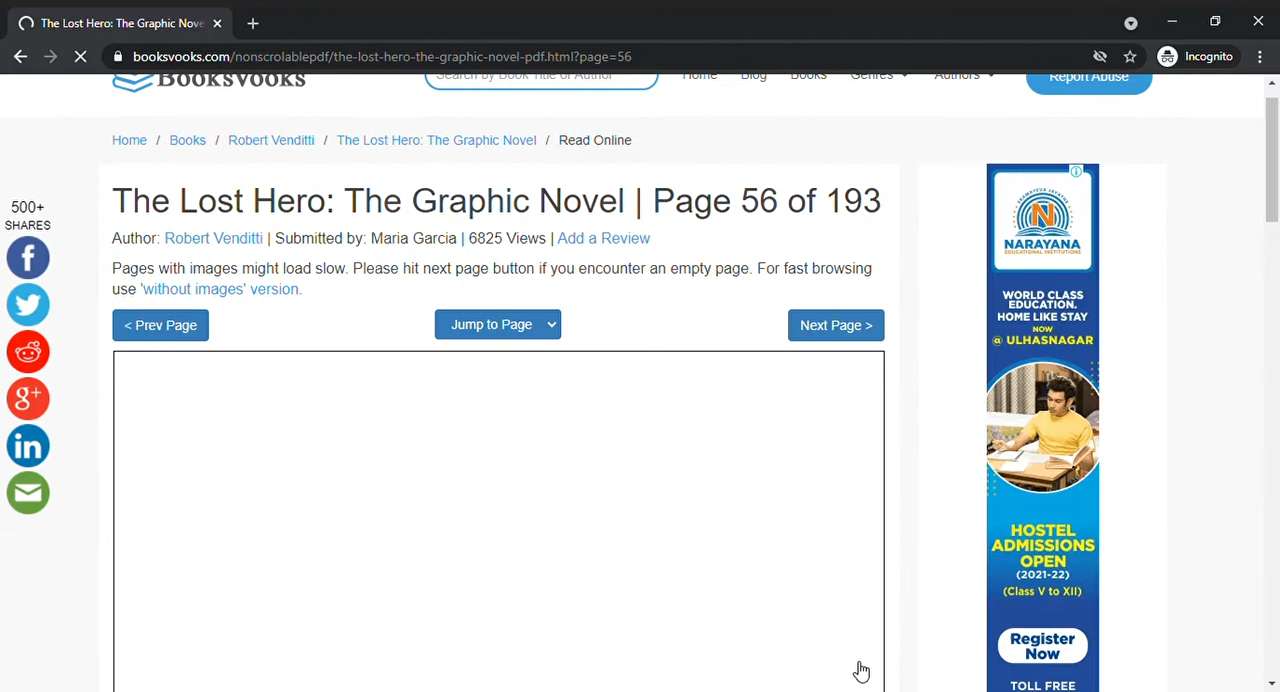 The Lost Hero: The Graphic Nove
booksvooks.com/nonscrolablepdf/the-lost-hero-the-graphic-novel-pdf.html?page=56
Incognito
BooksVooks
Search by Book Title or Author
Home
Blog
Books
Genres
Authors
Report Abuse
Home / Books / Robert Venditti / The Lost Hero: The Graphic Novel / Read Online
500+
SHARES
The Lost Hero: The Graphic Novel | Page 56 of 193
Author: Robert Venditti | Submitted by: Maria Garcia | 6825 Views | Add a Review
Pages with images might load slow. Please hit next page button if you encounter an empty page. For fast browsing
use 'without images' version.
< Prev Page
Jump to Page
Next Page >
N
NARAYANA
EDUCATIONAL INSTITUTIONS
WORLD CLASS
EDUCATION.
HOME LIKE STAY
NOW
@ ULHASNAGAR
HOSTEL
ADMISSIONS
OPEN
(2021-22)
(Class V to XII)
Register
Now
TOLL FREE